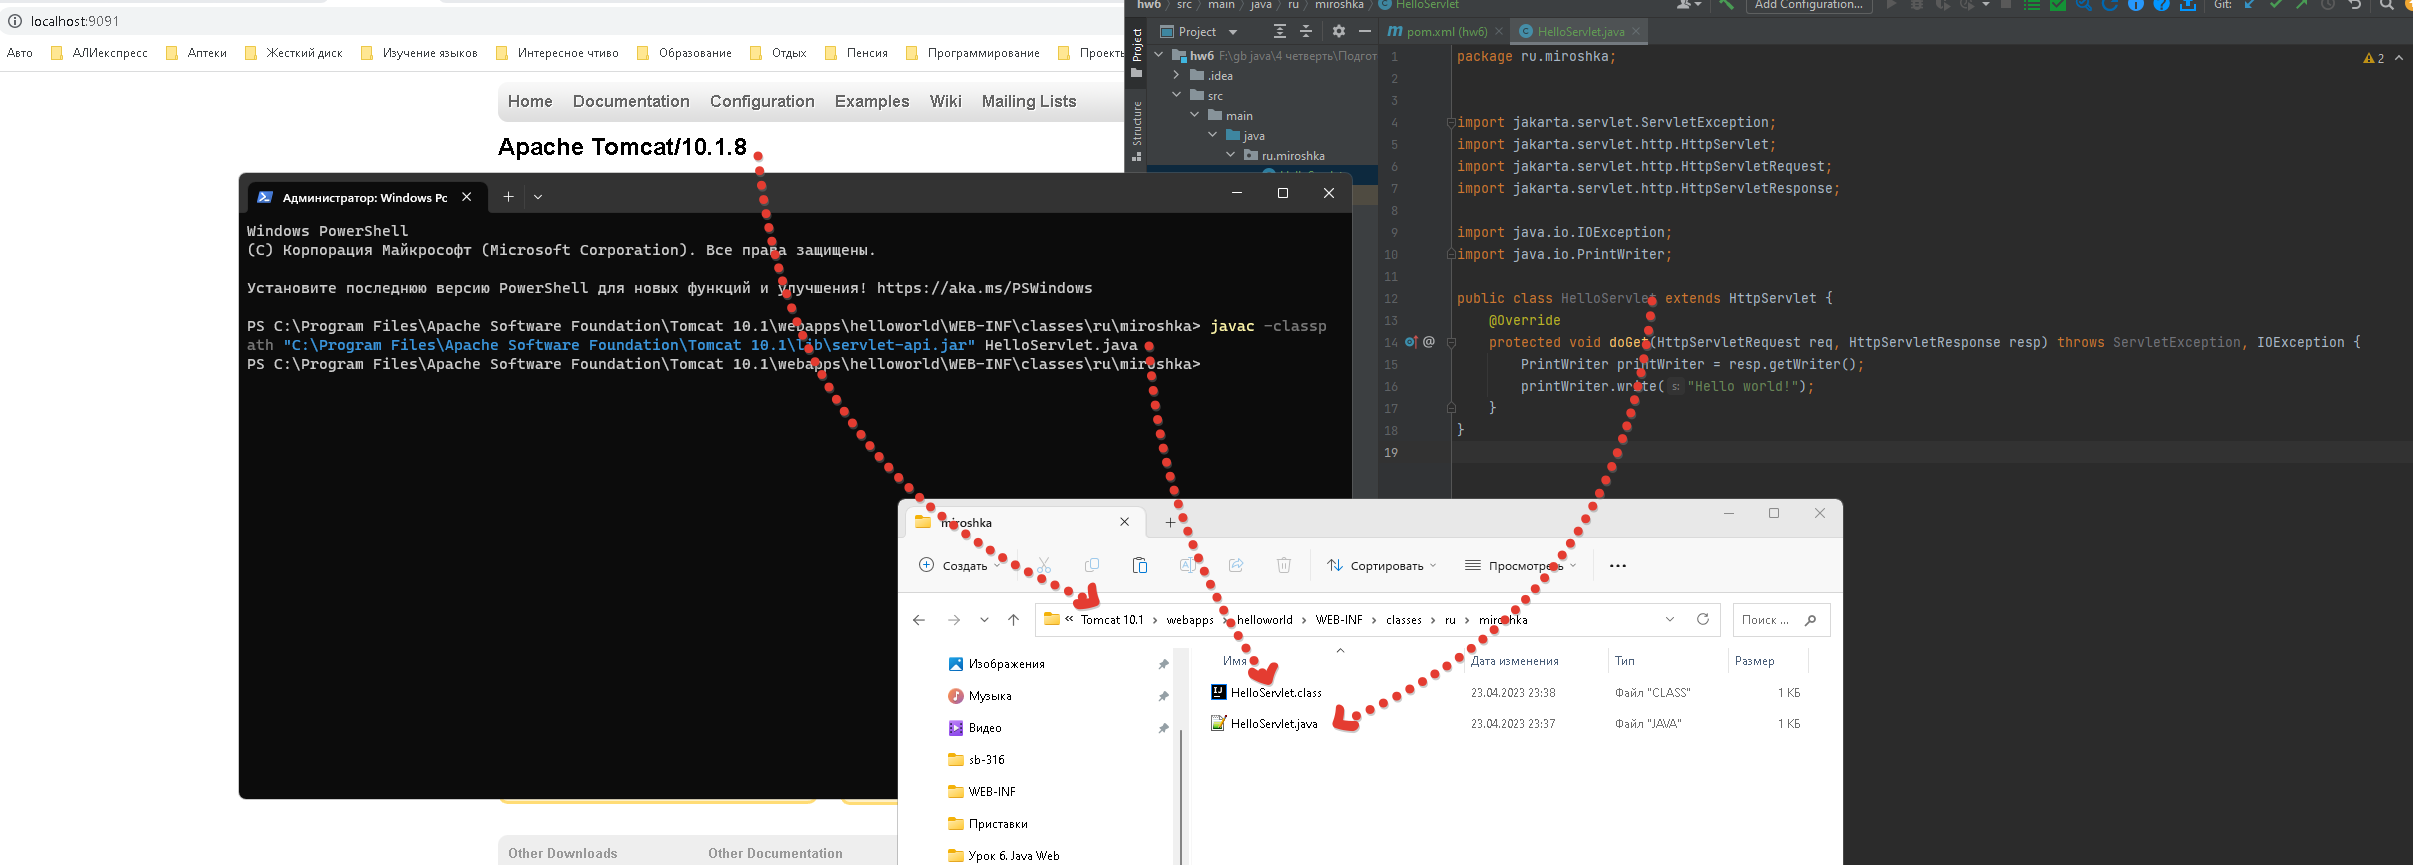 localhost:9091
Авто АЛИекспресс Аптеки Жесткий диск Изучение языков Интересное чтиво Образование Отдых Пенсия Программирование Проекты
Home Documentation Configuration Examples Wiki Mailing Lists
Apache Tomcat/10.1.8
Администратор: Windows Pc
Windows PowerShell
(C) Корпорация Майкрософт (Microsoft Corporation). Все права защищены.
Установите последнюю версию PowerShell для новых функций и улучшения! https://aka.ms/PSWindows
PS C:\Program Files\Apache Software Foundation\Tomcat 10.1\webapps\helloworld\WEB-INF\classes\ru\miroshka> javac -classp
ath "C:\Program Files\Apache Software Foundation\Tomcat 10.1\lib\servlet-api.jar" HelloServlet.java
PS C:\Program Files\Apache Software Foundation\Tomcat 10.1\webapps\helloworld\WEB-INF\classes\ru\miroshka>
Other Downloads Other Documentation
hw6 src main java ru miroshka HelloServlet Add Configuration... Git:
Project
Structure
Project
hw6 F:\gb java\4 четверть\Подгот
.idea
src
main
java
ru.miroshka
pom.xml (hw6) HelloServlet.java
2
1 package ru.miroshka;
2
3
4 import jakarta.servlet.ServletException;
5 import jakarta.servlet.http.HttpServlet;
6 import jakarta.servlet.http.HttpServletRequest;
7 import jakarta.servlet.http.HttpServletResponse;
8
9 import java.io.IOException;
10 import java.io.PrintWriter;
11
12 public class HelloServlet extends HttpServlet {
13 @Override
14 @ protected void doGet(HttpServletRequest req, HttpServletResponse resp) throws ServletException, IOException {
15 PrintWriter printWriter = resp.getWriter();
16 printWriter.write( s: "Hello world!");
17 }
18 }
19
miroshka
Создать Сортировать Просмотреть ...
« Tomcat 10.1 › webapps › helloworld › WEB-INF › classes › ru › miroshka Поиск ...
Имя Дата изменения Тип Размер
HelloServlet.class 23.04.2023 23:38 Файл "CLASS" 1 КБ
HelloServlet.java 23.04.2023 23:37 Файл "JAVA" 1 КБ
Изображения
Музыка
Видео
sb-316
WEB-INF
Приставки
Урок 6. Java Web